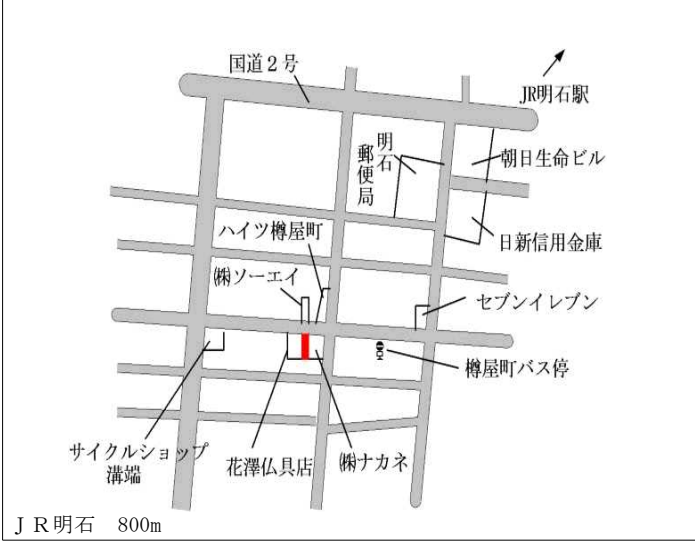 国道２号
JR明石駅
明石
郵便局
朝日生命ビル
日新信用金庫
ハイツ樽屋町
㈱ソーエイ
セブンイレブン
樽屋町バス停
サイクルショップ
溝端
花澤仏具店
㈱ナカネ
ＪＲ明石　800m